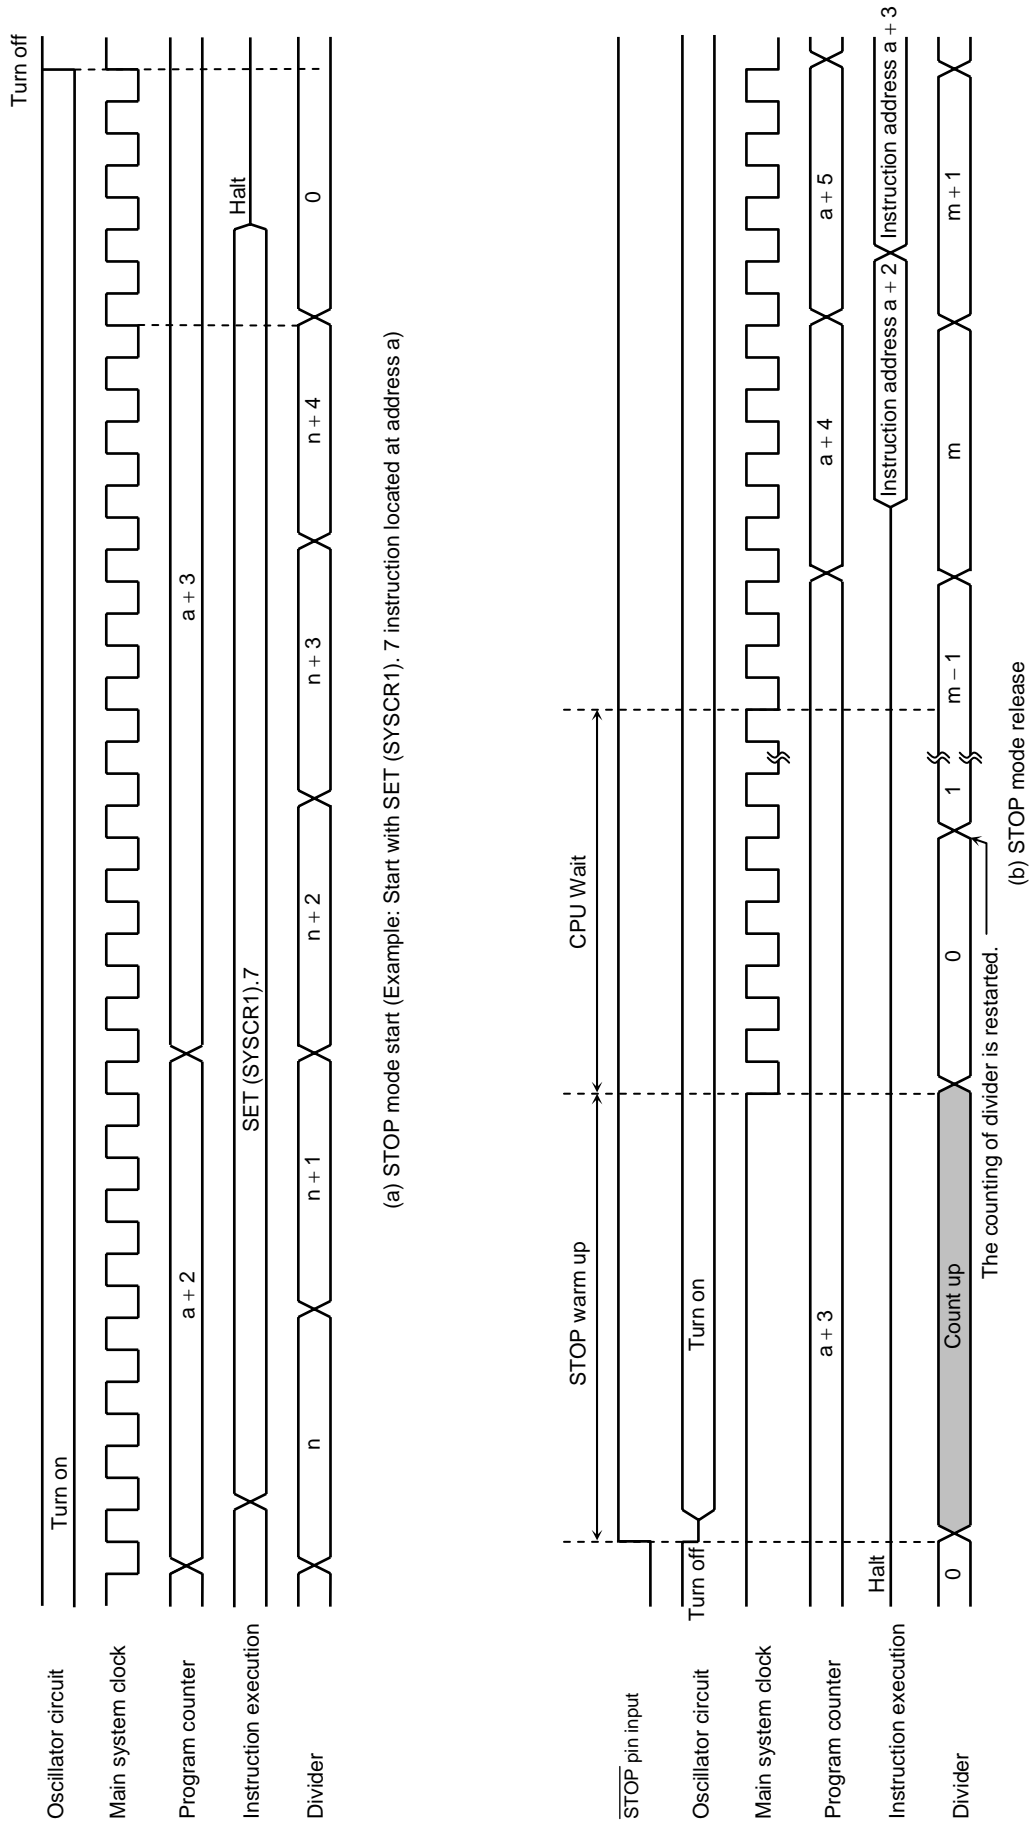 Turn off
Oscillator circuit
Turn on
Main system clock
Program counter
a + 2
a + 3
Instruction execution
SET (SYSCR1).7
Halt
Divider
n
n + 1
n + 2
n + 3
n + 4
0
(a) STOP mode start (Example: Start with SET (SYSCR1). 7 instruction located at address a)
STOP warm up
CPU Wait
STOP pin input
Oscillator circuit
Turn off
Turn on
Main system clock
Program counter
a + 3
a + 4
a + 5
Instruction execution
Halt
Instruction address a + 2
Instruction address a + 3
Divider
0
Count up
0
1
m − 1
m
m + 1
The counting of divider is restarted.
(b) STOP mode release